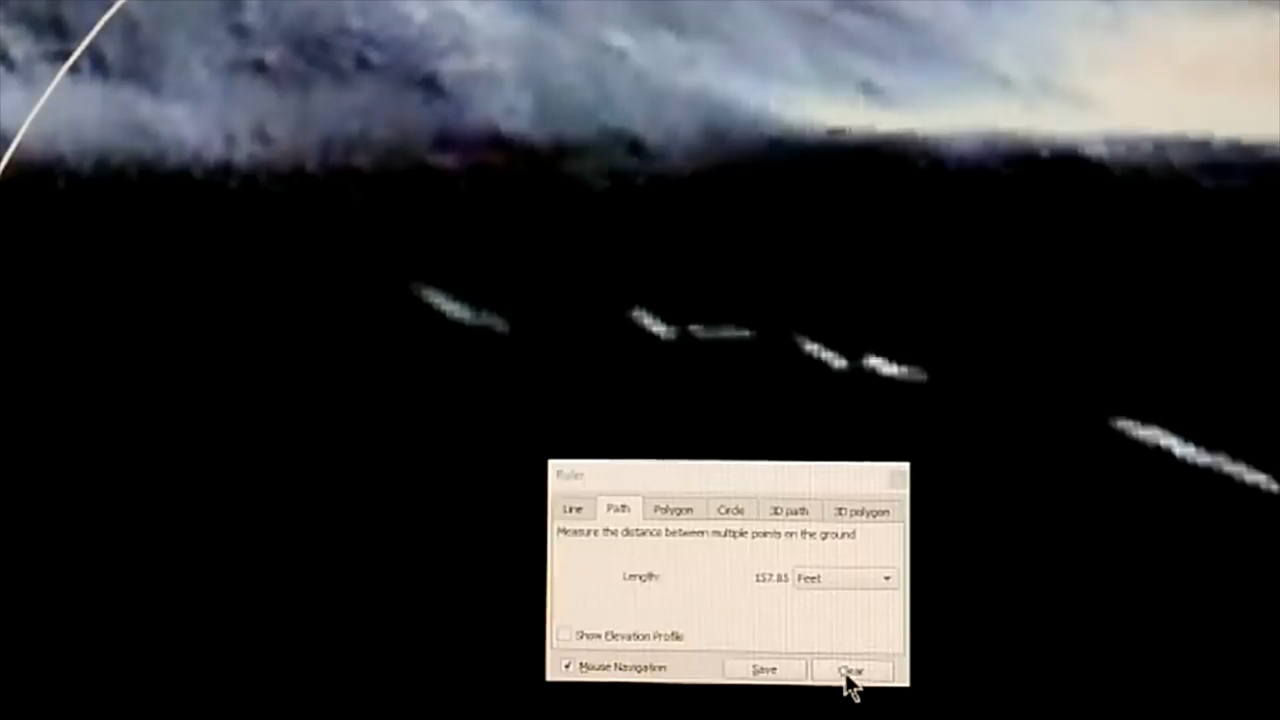 Ruler
Line Path Polygon Circle 3D path 3D polygon
Measure the distance between multiple points on the ground
Length: 157.85 Feet
Show Elevation Profile
Mouse Navigation Save Clear